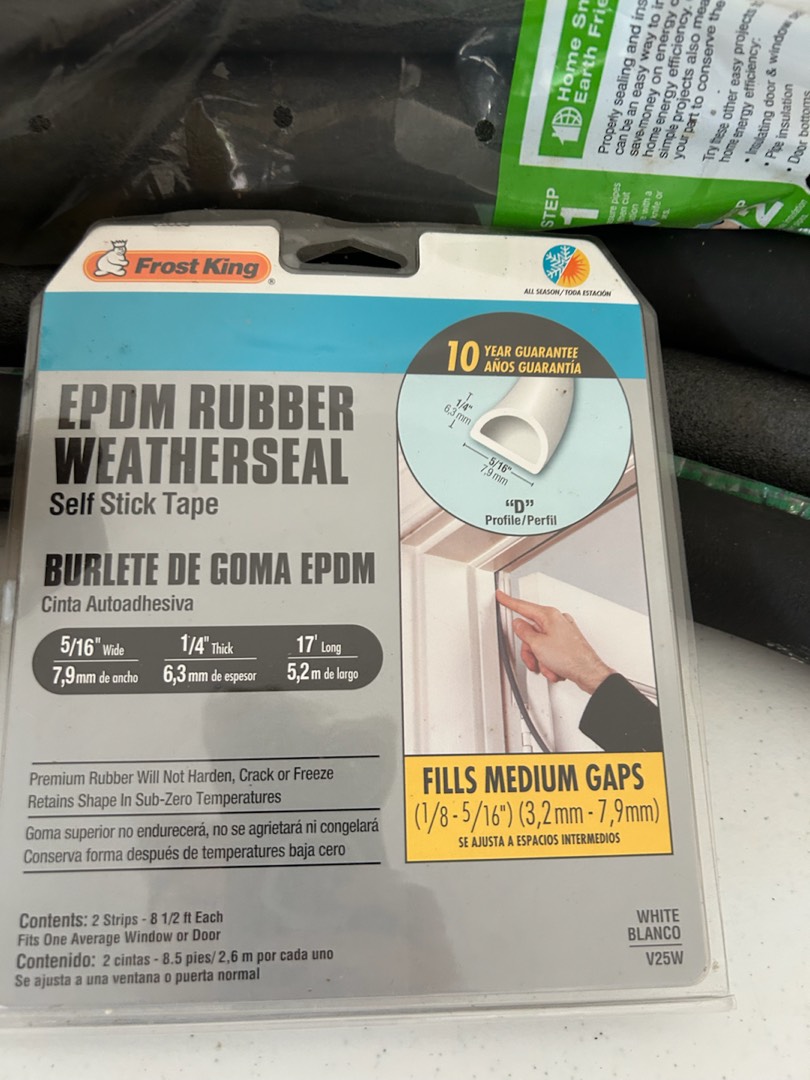 Home
Earth
Properly sealing and
can be an easy way to
save money on energy
home energy efficiency,
simple projects also
your part to conserve the
Try these other easy projects
home energy efficiency:
• Insulating door &
• Pipe insulation
• Door bottoms
STEP
1
Frost King
®
ALL SEASON/TODA ESTACIÓN
10 YEAR GUARANTEE
AÑOS GUARANTÍA
1/4"
6,3 mm
5/16"
7,9 mm
"D"
Profile/Perfil
EPDM RUBBER
WEATHERSEAL
Self Stick Tape
BURLETE DE GOMA EPDM
Cinta Autoadhesiva
5/16" Wide 1/4" Thick 17' Long
7,9mm de ancho 6,3 mm de espesor 5,2 m de largo
Premium Rubber Will Not Harden, Crack or Freeze
Retains Shape In Sub-Zero Temperatures
Goma superior no endurecerá, no se agrietará ni congelará
Conserva forma después de temperatures baja cero
FILLS MEDIUM GAPS
(1/8 - 5/16") (3,2mm - 7,9mm)
SE AJUSTA A ESPACIOS INTERMEDIOS
Contents: 2 Strips - 8 1/2 ft Each
Fits One Average Window or Door
Contenido: 2 cintas - 8.5 pies/ 2,6 m por cada uno
Se ajusta a una ventana o puerta normal
WHITE
BLANCO
V25W